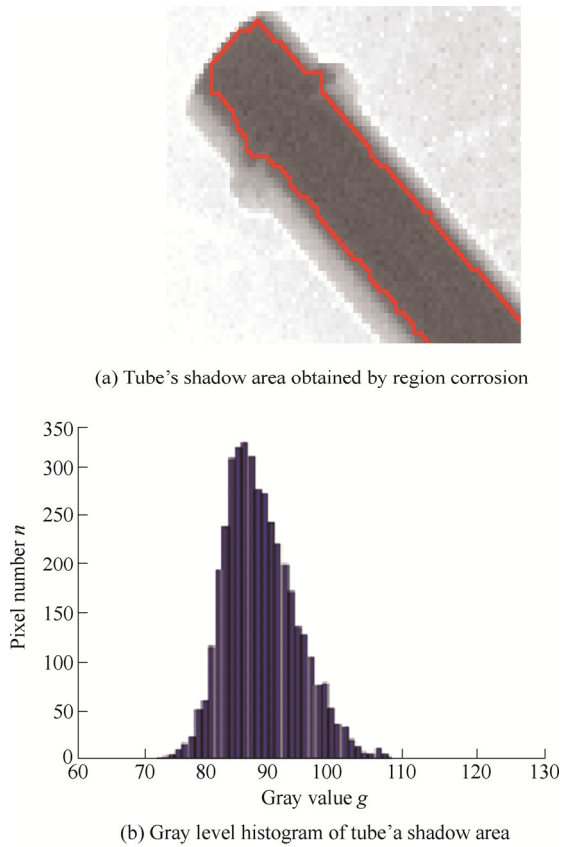 (a) Tube's shadow area obtained by region corrosion
350
300
250
200
150
100
50
0
60 70 80 90 100 110 120 130
Pixel number n
Gray value g
(b) Gray level histogram of tube'a shadow area